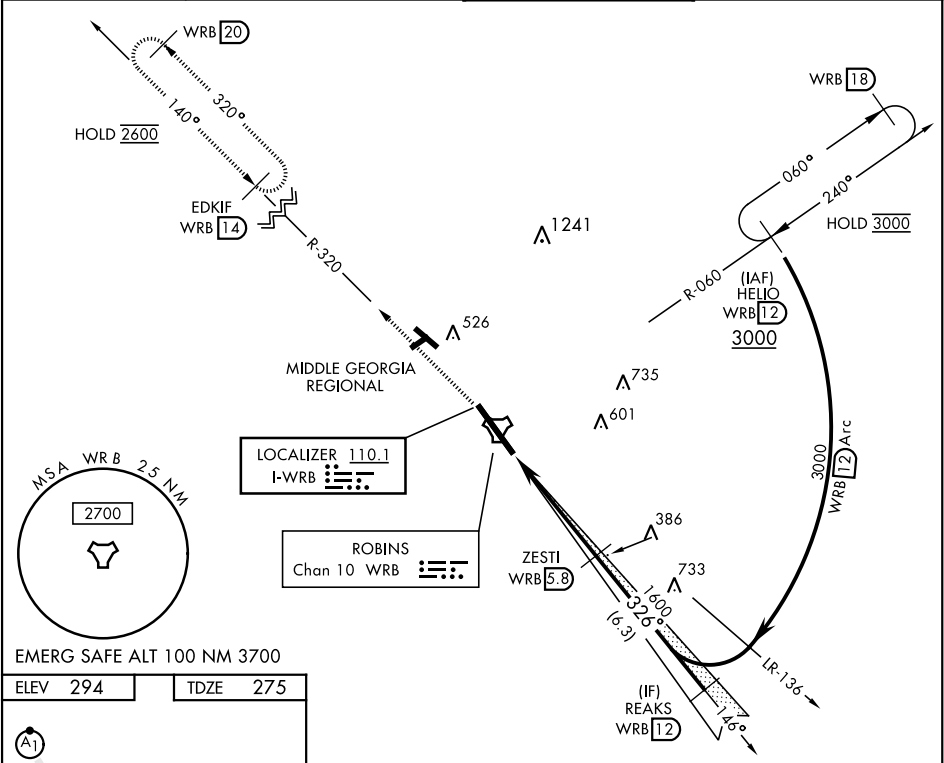 WRB 20
140°
320°
HOLD 2600
EDKIF
WRB 14
R-320
1241
526
MIDDLE GEORGIA
REGIONAL
WRB 18
060°
240°
HOLD 3000
R-060
(IAF)
HELIO
WRB 12
3000
735
601
3000
WRB 12 Arc
LOCALIZER 110.1
I-WRB
ROBINS
Chan 10 WRB
MSA WRB 25 NM
2700
EMERG SAFE ALT 100 NM 3700
ZESTI
WRB 5.8
386
733
1600
326°
(6.3)
LR-136
(IF)
REAKS
WRB 12
146°
ELEV 294
TDZE 275
A1